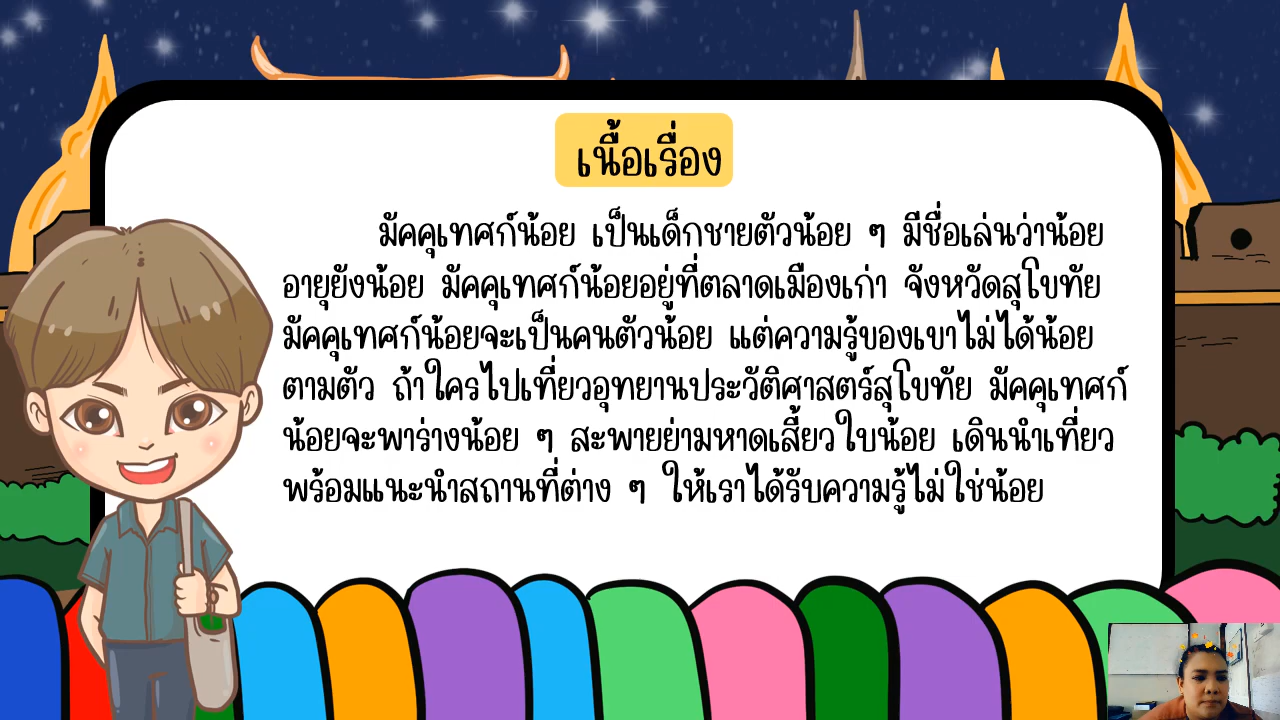 เนื้อเรื่อง
มัคคุเทศก์น้อย เป็นเด็กชายตัวน้อย ๆ มีชื่อเล่นว่าน้อย
อายุยังน้อย มัคคุเทศก์น้อยอยู่ที่ตลาดเมืองเก่า จังหวัดสุโขทัย
มัคคุเทศก์น้อยจะเป็นคนตัวน้อย แต่ความรู้ของเขาไม่ได้น้อย
ตามตัว ถ้าใครไปเที่ยวอุทยานประวัติศาสตร์สุโขทัย มัคคุเทศก์
น้อยจะพาร่างน้อย ๆ สะพายย่ามหาดเสี้ยวใบน้อย เดินนำเที่ยว
พร้อมแนะนำสถานที่ต่าง ๆ ให้เราได้รับความรู้ไม่ใช่น้อย